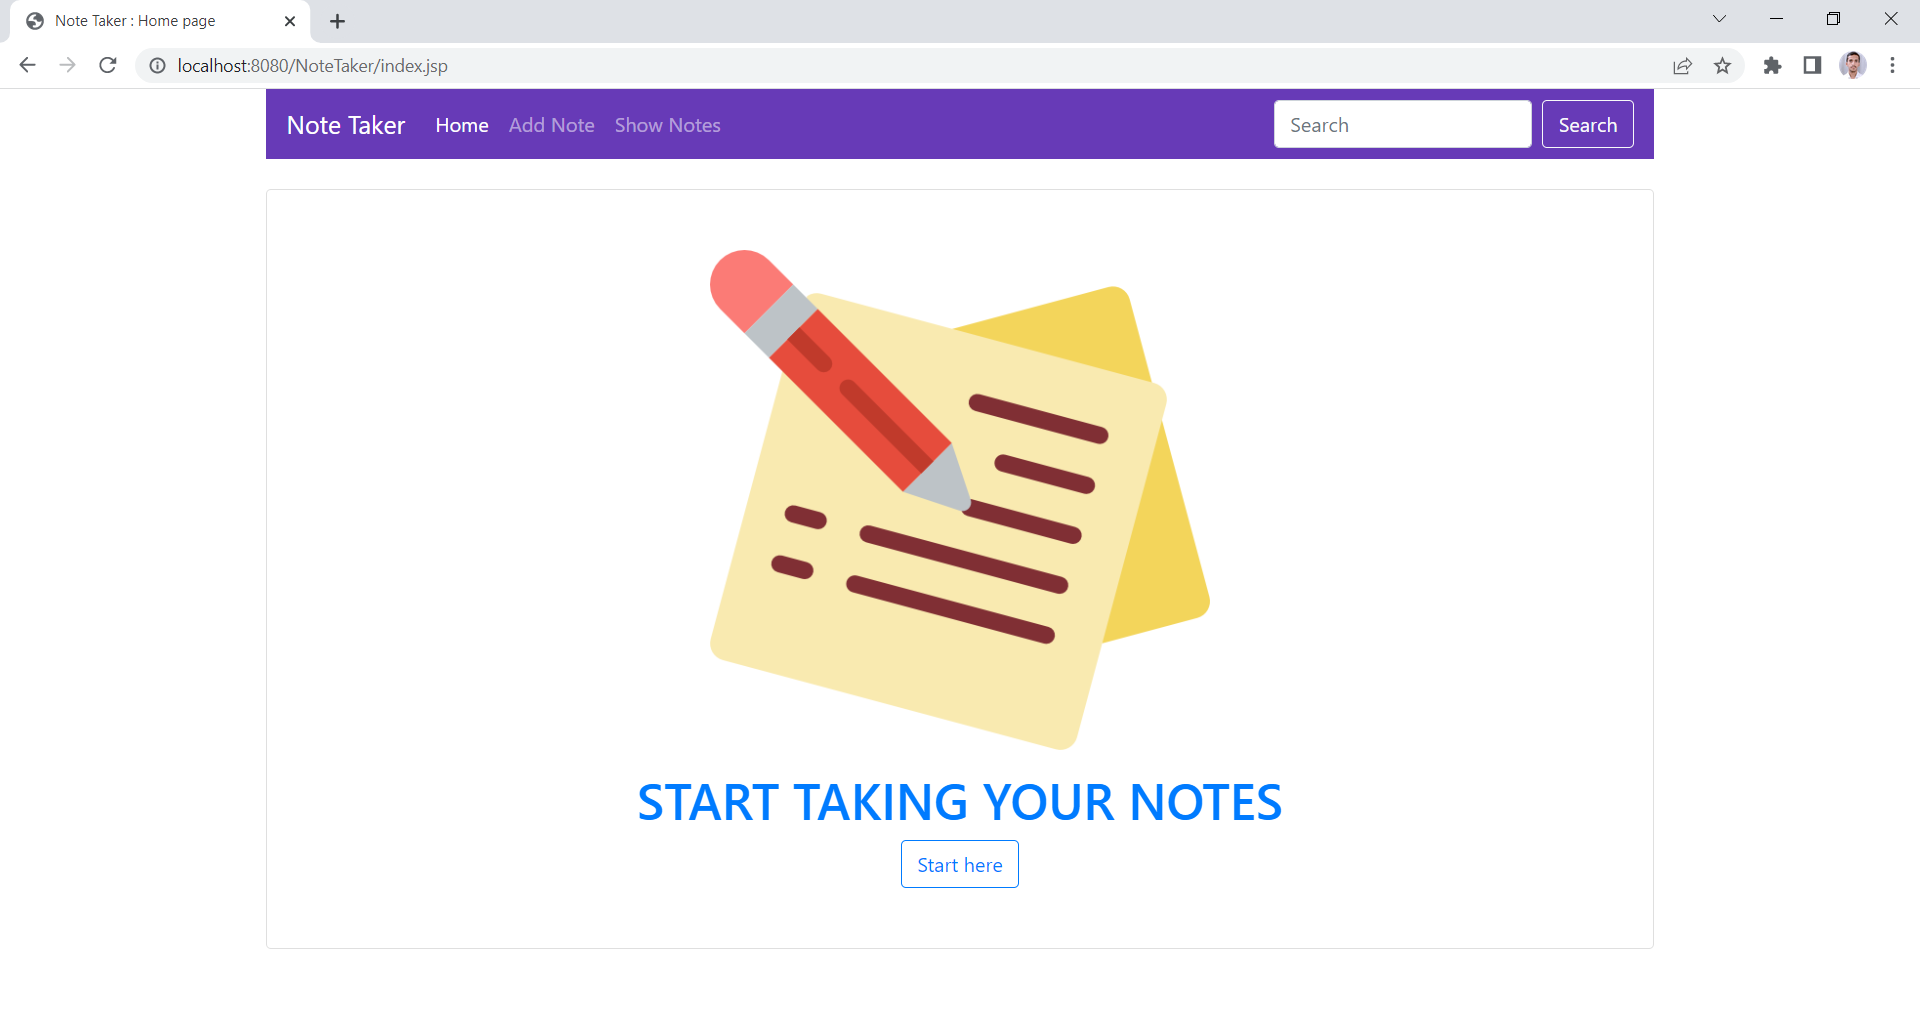 Note Taker : Home page
localhost:8080/NoteTaker/index.jsp
Note Taker Home Add Note Show Notes Search Search
START TAKING YOUR NOTES
Start here